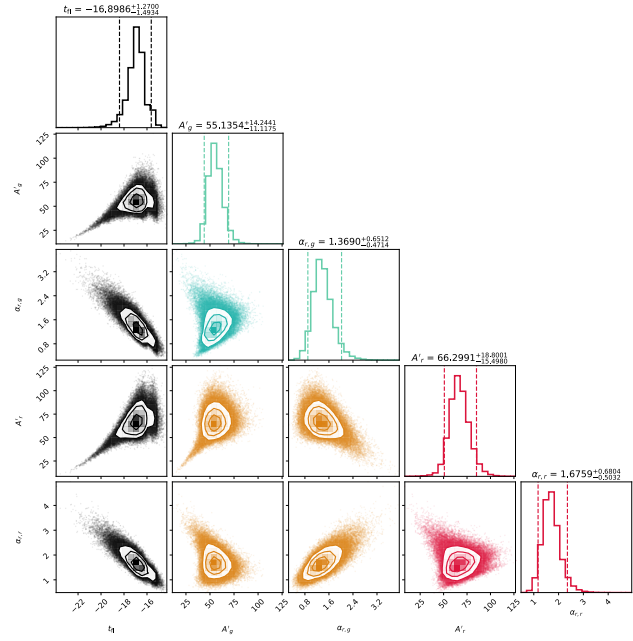 t_fl = −16.8986 +1.2700 −1.4934
125
100
75
50
25
A'_g
A'_g = 55.1354 +14.2441 −11.1175
3.2
2.4
1.6
0.8
α_{r,g}
α_{r,g} = 1.3690 +0.6512 −0.4714
125
100
75
50
25
A'_r
A'_r = 66.2991 +18.8001 −15.4980
4
3
2
1
α_{r,r}
α_{r,r} = 1.6759 +0.6804 −0.5032
−22 −20 −18 −16 −14
25 50 75 100 125
0.8 1.6 2.4 3.2
25 50 75 100 125
1 2 3 4
t_fl
A'_g
α_{r,g}
A'_r
α_{r,r}